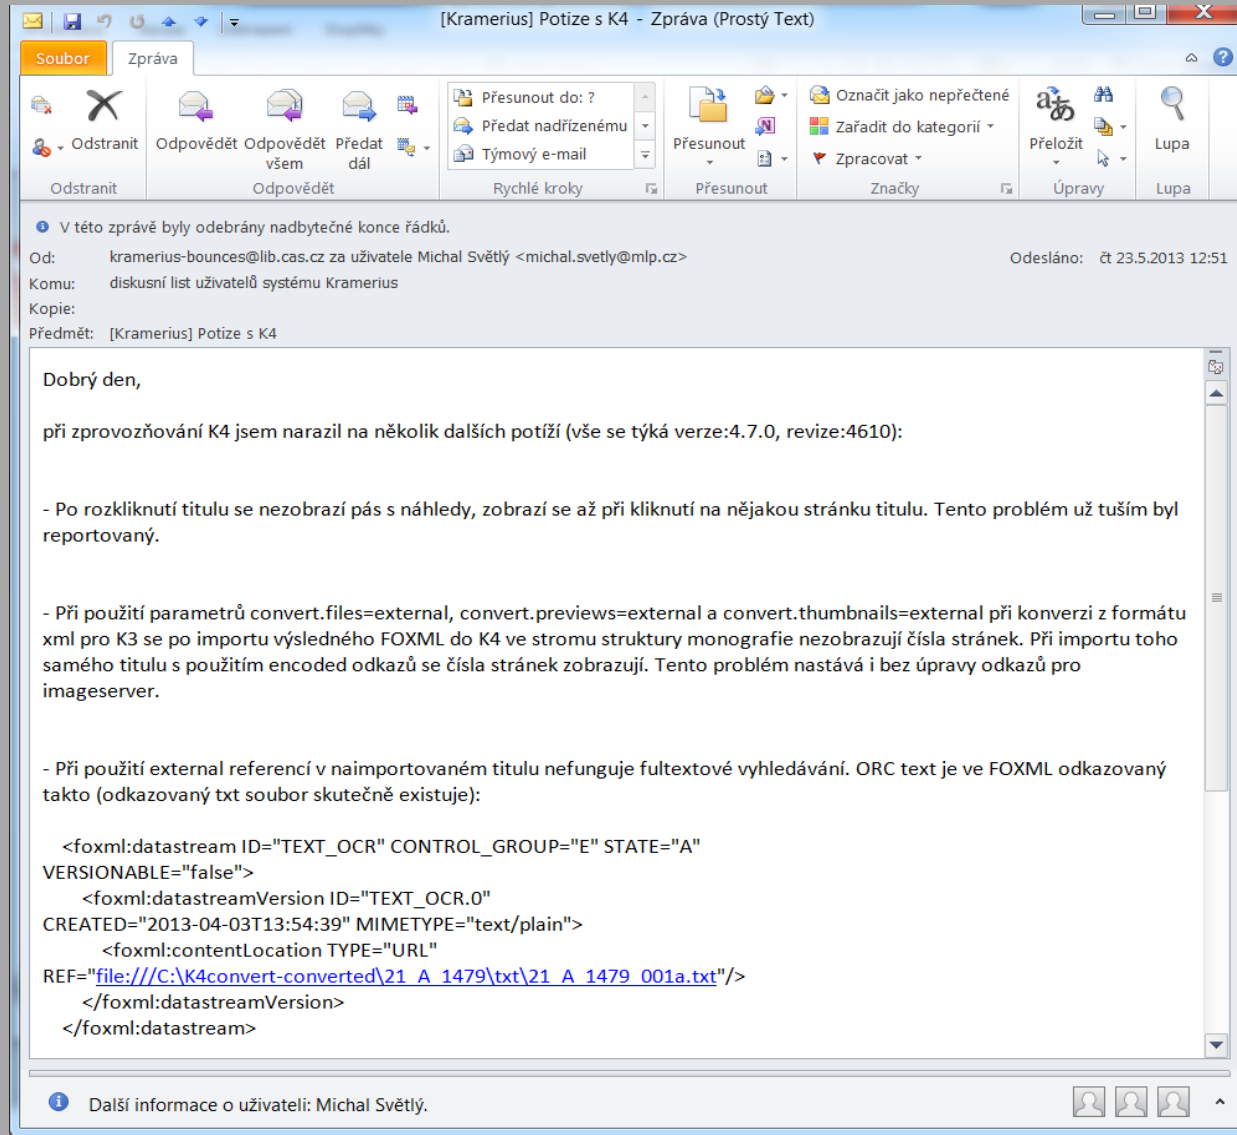 [Kramerius] Potize s K4 - Zpráva (Prostý Text)
Soubor Zpráva
Odstranit
Odpovědět Odpovědět všem Předat dál
Přesunout do: ?
Předat nadřízenému
Týmový e-mail
Přesunout
Označit jako nepřečtené
Zařadit do kategorií
Zpracovat
Přeložit
Lupa
Odstranit Odpovědět Rychlé kroky Přesunout Značky Úpravy Lupa
V této zprávě byly odebrány nadbytečné konce řádků.
Od: kramerius-bounces@lib.cas.cz za uživatele Michal Světlý <michal.svetly@mlp.cz> Odesláno: čt 23.5.2013 12:51
Komu: diskusní list uživatelů systému Kramerius
Kopie:
Předmět: [Kramerius] Potize s K4
Dobrý den,
při zprovozňování K4 jsem narazil na několik dalších potíží (vše se týká verze:4.7.0, revize:4610):
- Po rozkliknutí titulu se nezobrazí pás s náhledy, zobrazí se až při kliknutí na nějakou stránku titulu. Tento problém už tuším byl
reportovaný.
- Při použití parametrů convert.files=external, convert.previews=external a convert.thumbnails=external při konverzi z formátu
xml pro K3 se po importu výsledného FOXML do K4 ve stromu struktury monografie nezobrazují čísla stránek. Při importu toho
samého titulu s použitím encoded odkazů se čísla stránek zobrazují. Tento problém nastává i bez úpravy odkazů pro
imageserver.
- Při použití external referencí v naimportovaném titulu nefunguje fultextové vyhledávání. ORC text je ve FOXML odkazovaný
takto (odkazovaný txt soubor skutečně existuje):
<foxml:datastream ID="TEXT_OCR" CONTROL_GROUP="E" STATE="A"
VERSIONABLE="false">
<foxml:datastreamVersion ID="TEXT_OCR.0"
CREATED="2013-04-03T13:54:39" MIMETYPE="text/plain">
<foxml:contentLocation TYPE="URL"
REF="file:///C:\K4convert-converted\21_A_1479\txt\21_A_1479_001a.txt"/>
</foxml:datastreamVersion>
</foxml:datastream>
Další informace o uživateli: Michal Světlý.